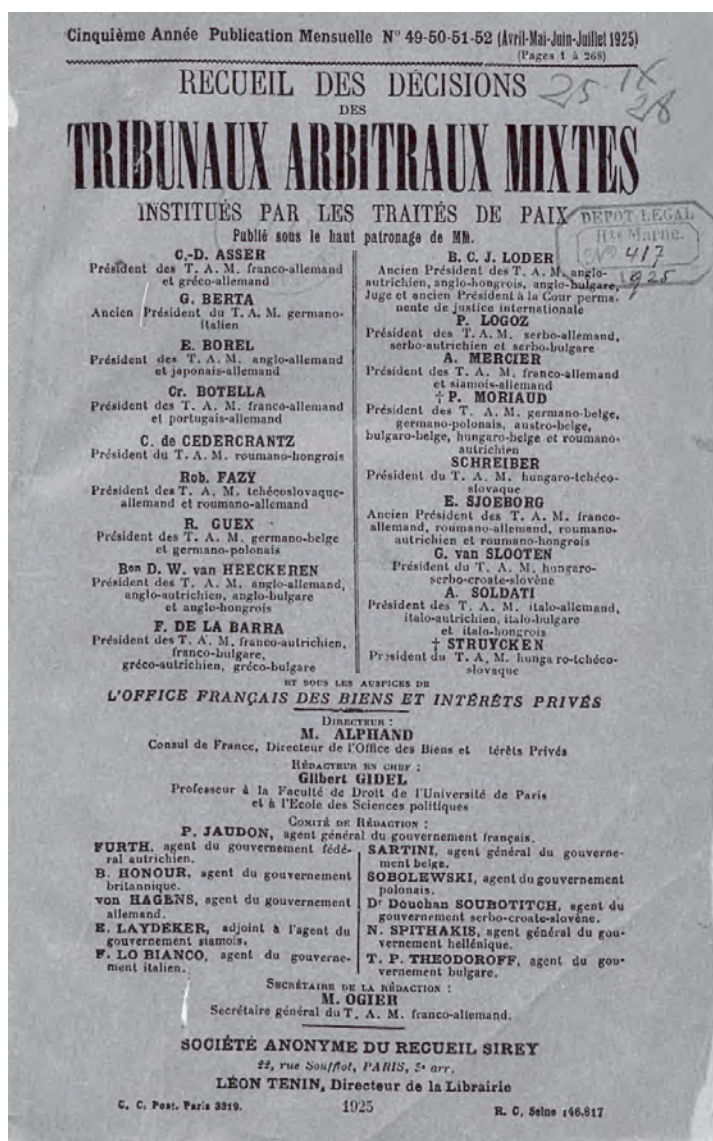 Cinquième Année Publication Mensuelle N° 49-50-51-52 (Avril-Mai-Juin-Juillet 1925)
(Pages 1 à 268)
RECUEIL DES DÉCISIONS
25 IX
28
DES
TRIBUNAUX ARBITRAUX MIXTES
INSTITUÉS PAR LES TRAITÉS DE PAIX
DÉPOT LÉGAL
Hte Marne.
N° 417
1925
Publié sous le haut patronage de MM.
C.-D. ASSER
Président des T. A. M. franco-allemand
et gréco-allemand
G. BERTA
Ancien Président du T. A. M. germano-
italien
E. BOREL
Président des T. A. M. anglo-allemand
et japonais-allemand
Cr. BOTELLA
Président des T. A. M. franco-allemand
et portugais-allemand
C. de CEDERCRANTZ
Président du T. A. M. roumano-hongrois
Rob. FAZY
Président des T. A. M. tchécoslovaque-
allemand et roumano-allemand
R. GUEX
Président des T. A. M. germano-belge
et germano-polonais
Bon D. W. van HEECKEREN
Président des T. A. M. anglo-allemand,
anglo-autrichien, anglo-bulgare
et anglo-hongrois
F. DE LA BARRA
Président des T. A. M. franco-autrichien,
franco-bulgare,
gréco-autrichien, gréco-bulgare
B. C. J. LODER
Ancien Président des T. A. M. anglo-
autrichien, anglo-hongrois, anglo-bulgare,
Juge et ancien Président à la Cour perma-
nente de justice internationale
P. LOGOZ
Président des T. A. M. serbo-allemand,
serbo-autrichien et serbo-bulgare
A. MERCIER
Président des T. A. M. franco-allemand
et siamois-allemand
† P. MORIAUD
Président des T. A. M. germano-belge,
germano-polonais, austro-belge,
bulgaro-belge, hungaro-belge et roumano-
autrichien
SCHREIBER
Président du T. A. M. hungaro-tchéco-
slovaque
E. SJOEBORG
Ancien Président des T. A. M. franco-
allemand, roumano-allemand, roumano-
autrichien et roumano-hongrois
G. van SLOOTEN
Président du T. A. M. hungaro-
serbo-croate-slovène
A. SOLDATI
Président des T. A. M. italo-allemand,
italo-autrichien, italo-bulgare
et italo-hongrois
† STRUYCKEN
Président du T. A. M. hunga ro-tchéco-
slovaque
ET SOUS LES AUSPICES DE
L'OFFICE FRANÇAIS DES BIENS ET INTÉRÊTS PRIVÉS
DIRECTEUR :
M. ALPHAND
Consul de France, Directeur de l'Office des Biens et térêts Privés
RÉDACTEUR EN CHEF :
Gilbert GIDEL
Professeur à la Faculté de Droit de l'Université de Paris
et à l'Ecole des Sciences politiques
COMITÉ DE RÉDACTION :
P. JAUDON, agent général du gouvernement français.
FURTH, agent du gouvernement fédé-
ral autrichien.
B. HONOUR, agent du gouvernement
britannique.
von HAGENS, agent du gouvernement
allemand.
E. LAYDEKER, adjoint à l'agent du
gouvernement siamois.
F. LO BIANCO, agent du gouverne-
ment italien.
SARTINI, agent général du gouverne-
ment belge.
SOBOLEWSKI, agent du gouvernement
polonais.
Dr Douchan SOUBOTITCH, agent du
gouvernement serbo-croate-slovène.
N. SPITHAKIS, agent général du gou-
vernement hellénique.
T. P. THEODOROFF, agent du gou-
vernement bulgare.
SECRÉTAIRE DE LA RÉDACTION :
M. OGIER
Secrétaire général du T. A. M. franco-allemand.
SOCIÉTÉ ANONYME DU RECUEIL SIREY
22, rue Soufflot, PARIS, 5e arr.
LÉON TENIN, Directeur de la Librairie
C. C. Post. Paris 3319.
1925
R. C. Seine 146.817